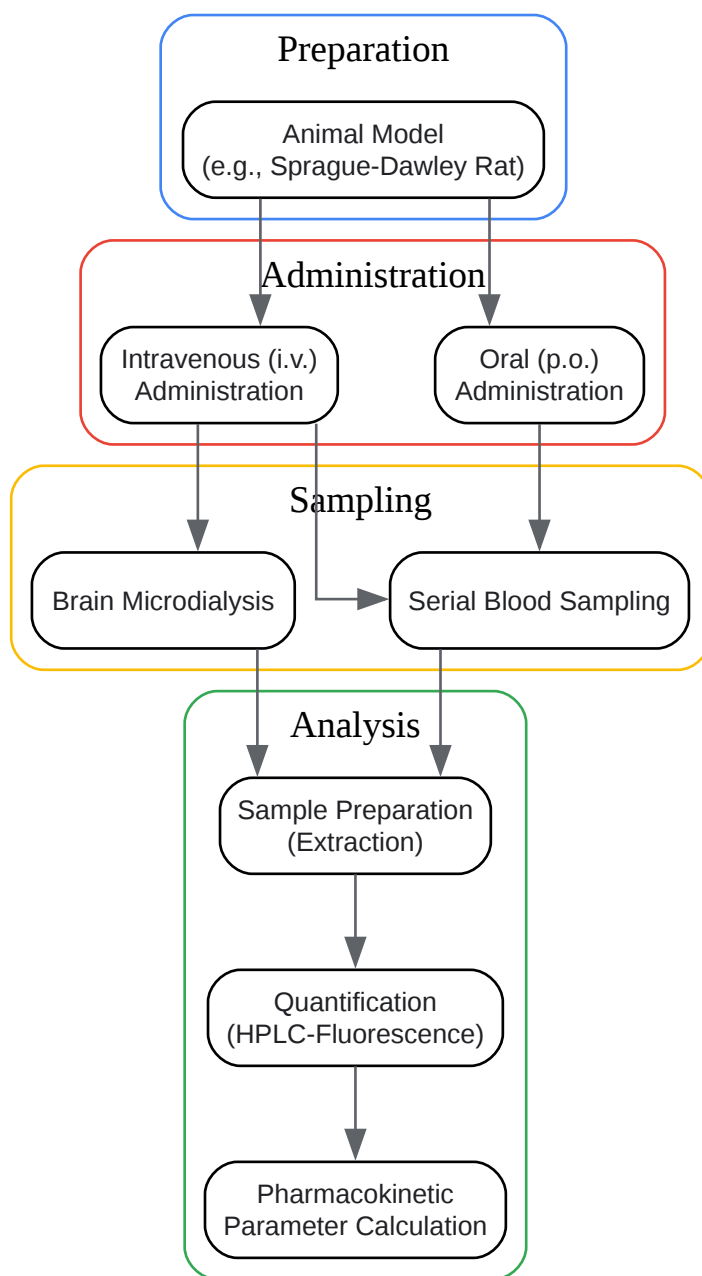 Preparation
Animal Model
(e.g., Sprague-Dawley Rat)
Administration
Intravenous (i.v.)
Administration
Oral (p.o.)
Administration
Sampling
Brain Microdialysis
Serial Blood Sampling
Analysis
Sample Preparation
(Extraction)
Quantification
(HPLC-Fluorescence)
Pharmacokinetic
Parameter Calculation